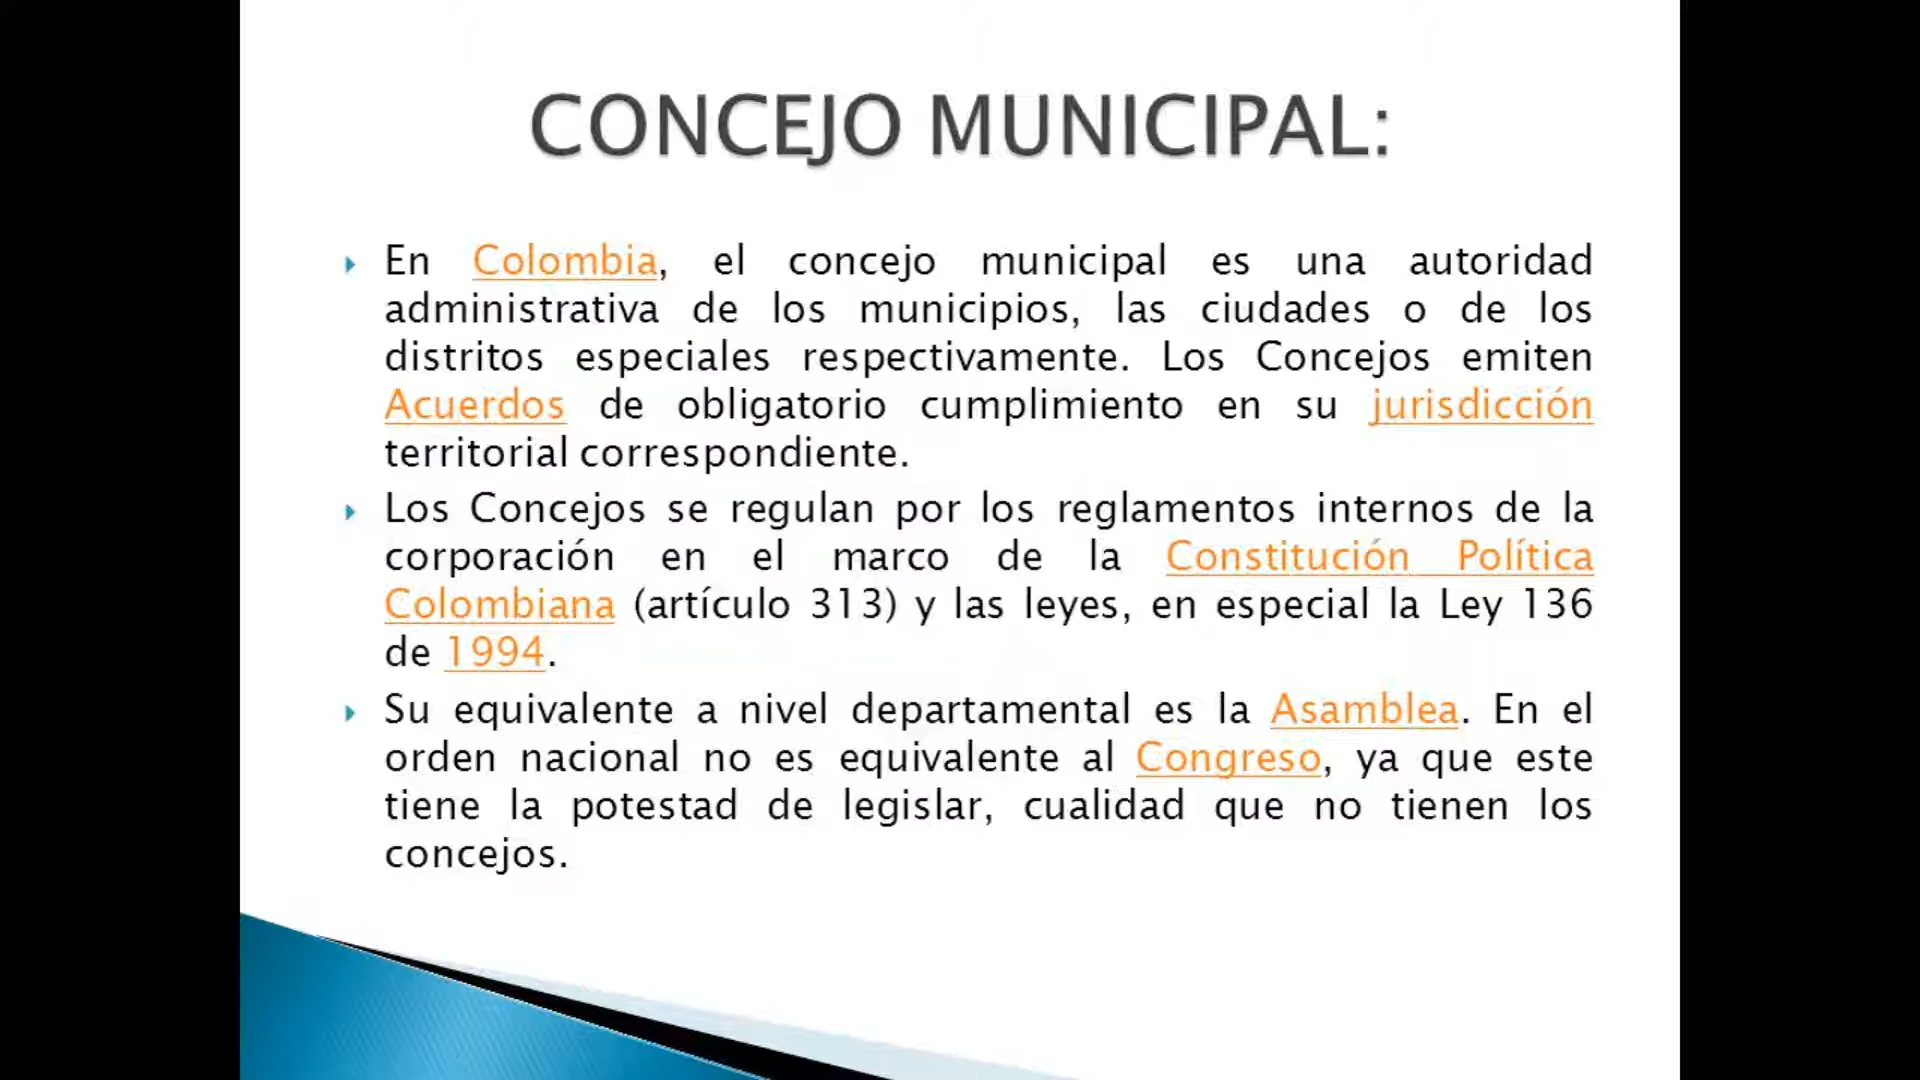 CONCEJO MUNICIPAL:
En Colombia, el concejo municipal es una autoridad
administrativa de los municipios, las ciudades o de los
distritos especiales respectivamente. Los Concejos emiten
Acuerdos de obligatorio cumplimiento en su jurisdicción
territorial correspondiente.
Los Concejos se regulan por los reglamentos internos de la
corporación en el marco de la Constitución Política
Colombiana (artículo 313) y las leyes, en especial la Ley 136
de 1994.
Su equivalente a nivel departamental es la Asamblea. En el
orden nacional no es equivalente al Congreso, ya que este
tiene la potestad de legislar, cualidad que no tienen los
concejos.